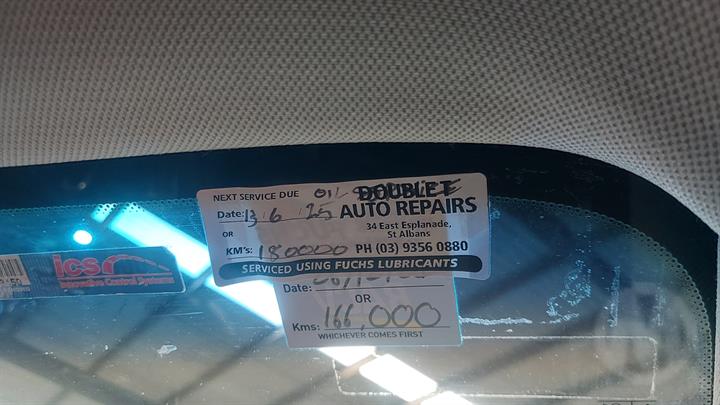 NEXT SERVICE DUE OIL
DOUBLET
Date: 13 6 25 AUTO REPAIRS
34 East Esplanade,
OR St Albans
KM's: 180000 PH (03) 9356 0880
SERVICED USING FUCHS LUBRICANTS
ics
Innovative Control Systems
Date:
OR
Kms: 166,000
WHICHEVER COMES FIRST